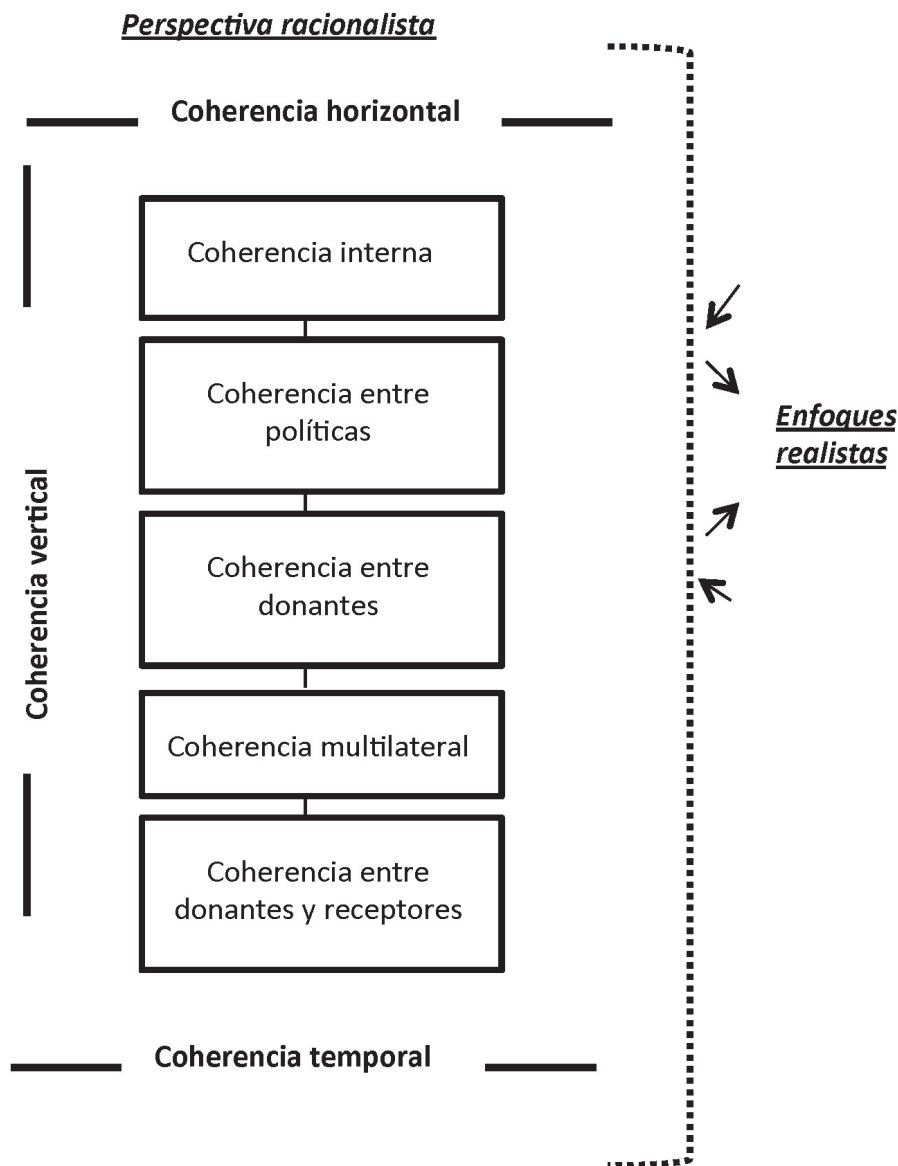 Perspectiva racionalista
Coherencia horizontal
Coherencia interna
Coherencia entre
políticas
Coherencia entre
donantes
Coherencia multilateral
Coherencia entre
donantes y receptores
Coherencia vertical
Coherencia temporal
Enfoques
realistas